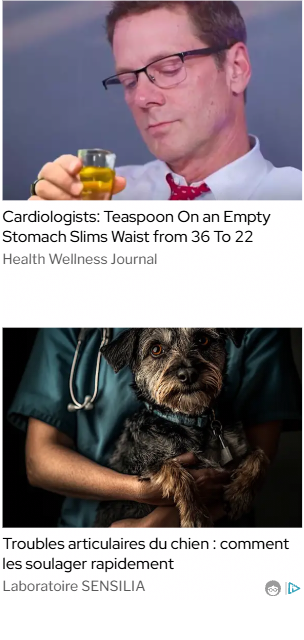 Cardiologists: Teaspoon On an Empty
Stomach Slims Waist from 36 To 22
Health Wellness Journal
Troubles articulaires du chien : comment
les soulager rapidement
Laboratoire SENSILIA